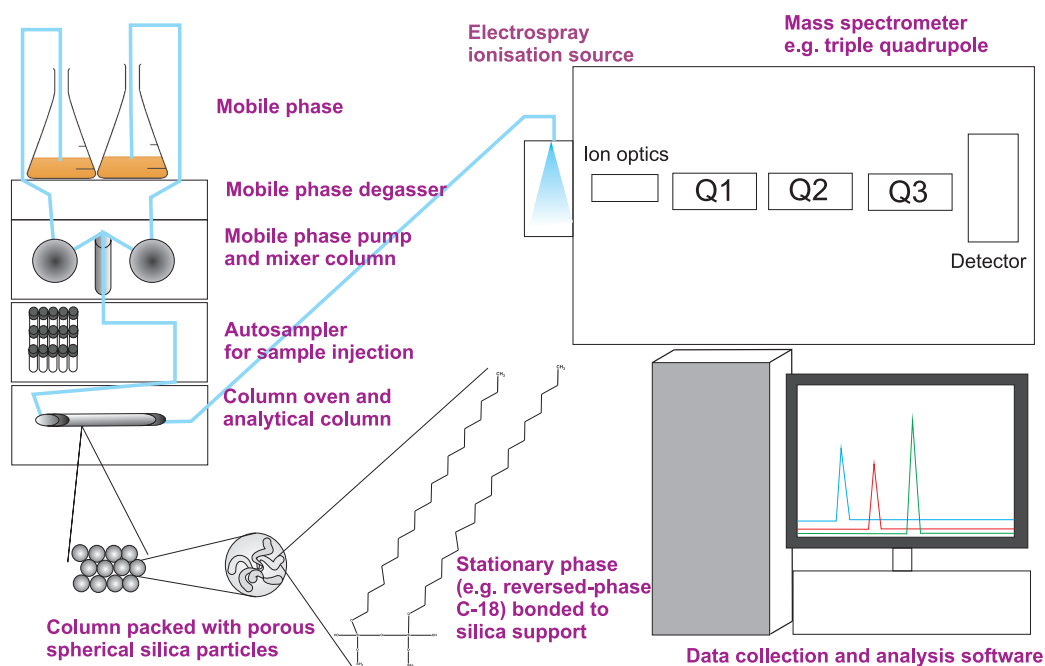 Electrospray
ionisation source
Mass spectrometer
e.g. triple quadrupole
Mobile phase
Ion optics
Q1
Q2
Q3
Detector
Mobile phase degasser
Mobile phase pump
and mixer column
Autosampler
for sample injection
Column oven and
analytical column
CH₃
CH₃
Stationary phase
(e.g. reversed-phase
C-18) bonded to
silica support
Column packed with porous
spherical silica particles
Data collection and analysis software